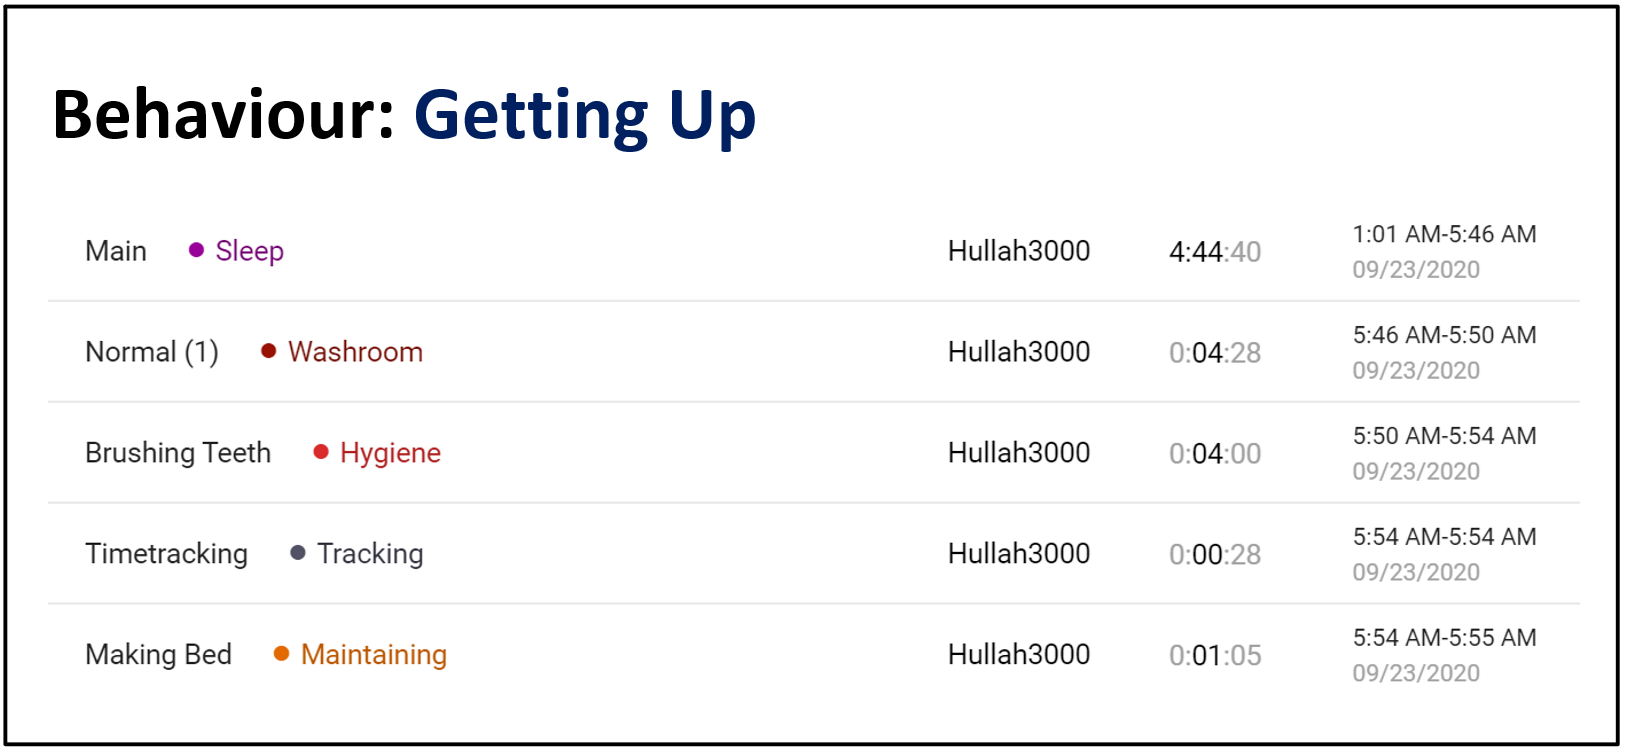 Behaviour: Getting Up
Main Sleep Hullah3000 4:44:40 1:01 AM-5:46 AM
09/23/2020
Normal (1) Washroom Hullah3000 0:04:28 5:46 AM-5:50 AM
09/23/2020
Brushing Teeth Hygiene Hullah3000 0:04:00 5:50 AM-5:54 AM
09/23/2020
Timetracking Tracking Hullah3000 0:00:28 5:54 AM-5:54 AM
09/23/2020
Making Bed Maintaining Hullah3000 0:01:05 5:54 AM-5:55 AM
09/23/2020